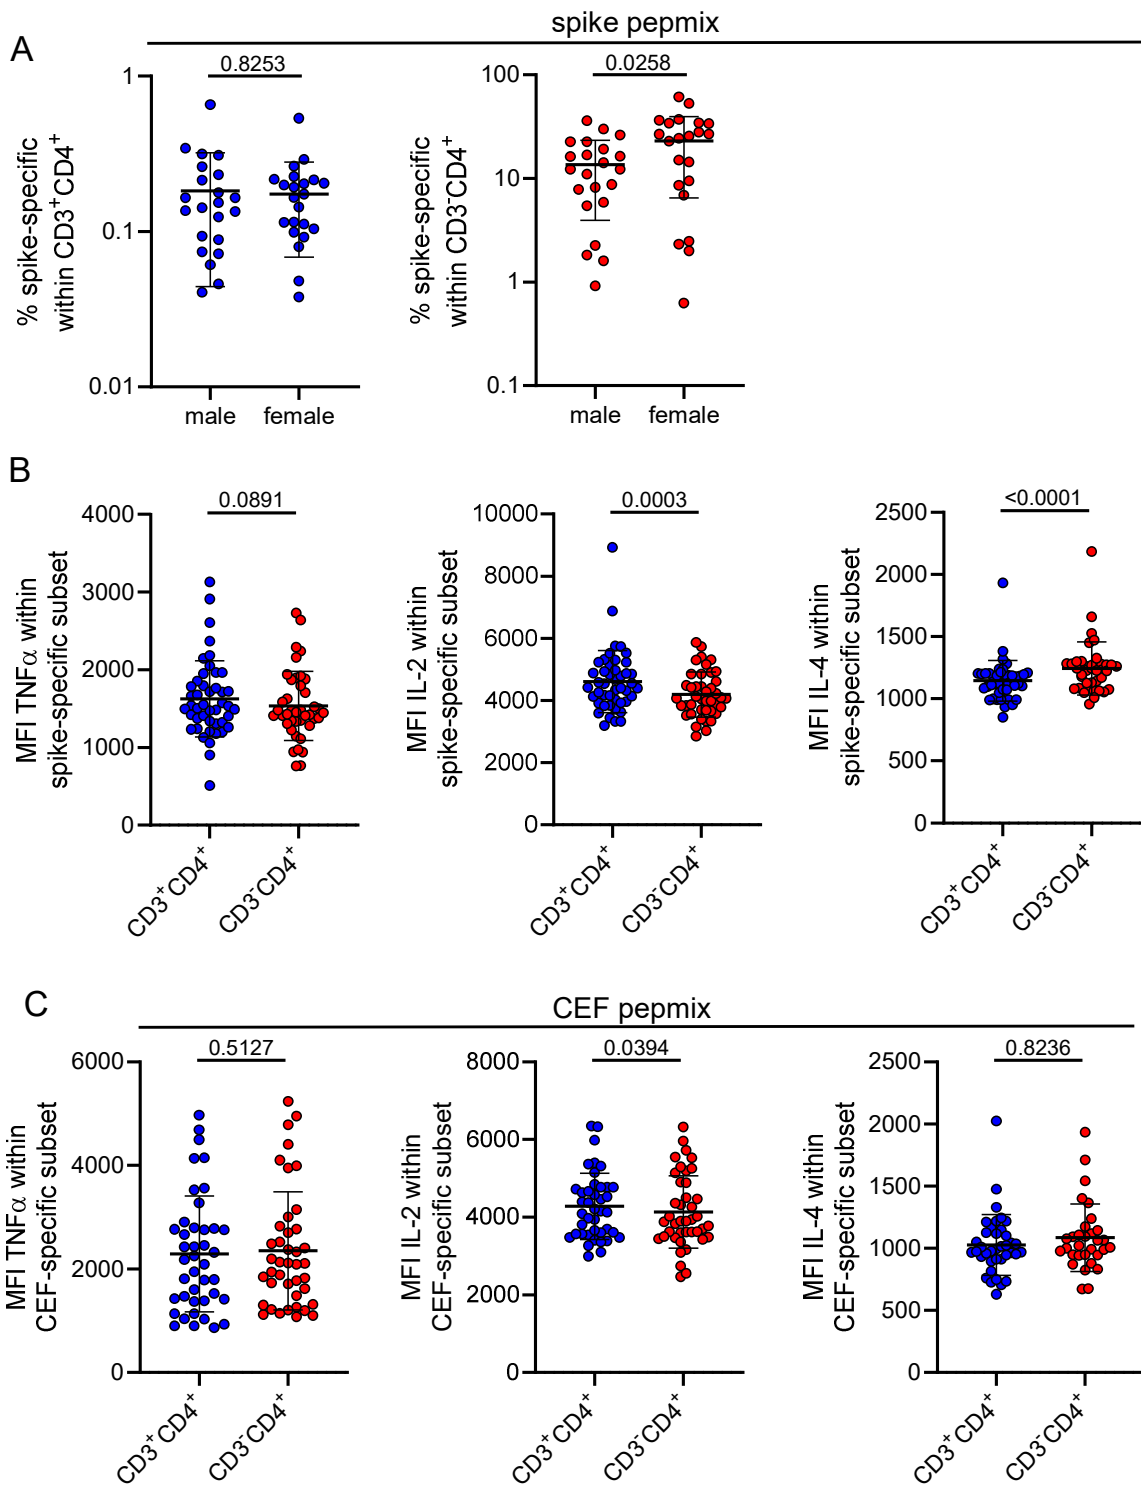 spike pepmix
A
0.8253
1
0.1
0.01
% spike-specific
within CD3⁺CD4⁺
male female
0.0258
100
10
1
0.1
% spike-specific
within CD3⁻CD4⁺
male female
B
0.0891
4000
3000
2000
1000
0
MFI TNFα within
spike-specific subset
CD3⁺CD4⁺
CD3⁻CD4⁺
0.0003
10000
8000
6000
4000
2000
0
MFI IL-2 within
spike-specific subset
CD3⁺CD4⁺
CD3⁻CD4⁺
<0.0001
2500
2000
1500
1000
500
0
MFI IL-4 within
spike-specific subset
CD3⁺CD4⁺
CD3⁻CD4⁺
C
CEF pepmix
0.5127
6000
4000
2000
0
MFI TNFα within
CEF-specific subset
CD3⁺CD4⁺
CD3⁻CD4⁺
0.0394
8000
6000
4000
2000
0
MFI IL-2 within
CEF-specific subset
CD3⁺CD4⁺
CD3⁻CD4⁺
0.8236
2500
2000
1500
1000
500
0
MFI IL-4 within
CEF-specific subset
CD3⁺CD4⁺
CD3⁻CD4⁺